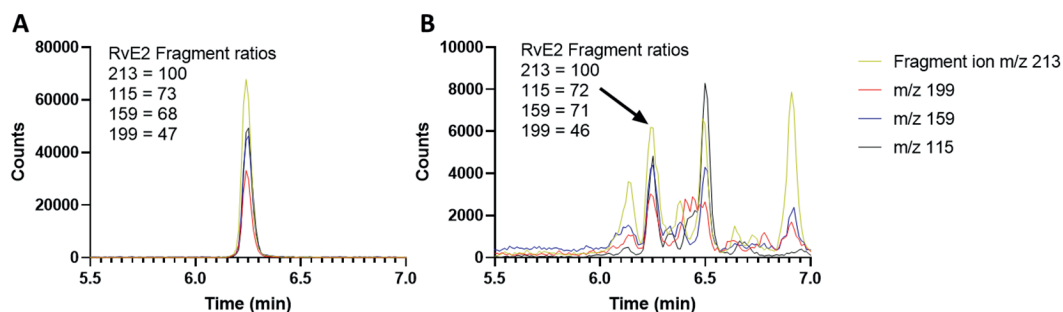 A
RvE2 Fragment ratios
213 = 100
115 = 73
159 = 68
199 = 47
80000
60000
40000
20000
0
Counts
5.5
6.0
6.5
7.0
Time (min)
B
RvE2 Fragment ratios
213 = 100
115 = 72
159 = 71
199 = 46
10000
8000
6000
4000
2000
0
Counts
5.5
6.0
6.5
7.0
Time (min)
Fragment ion m/z 213
m/z 199
m/z 159
m/z 115